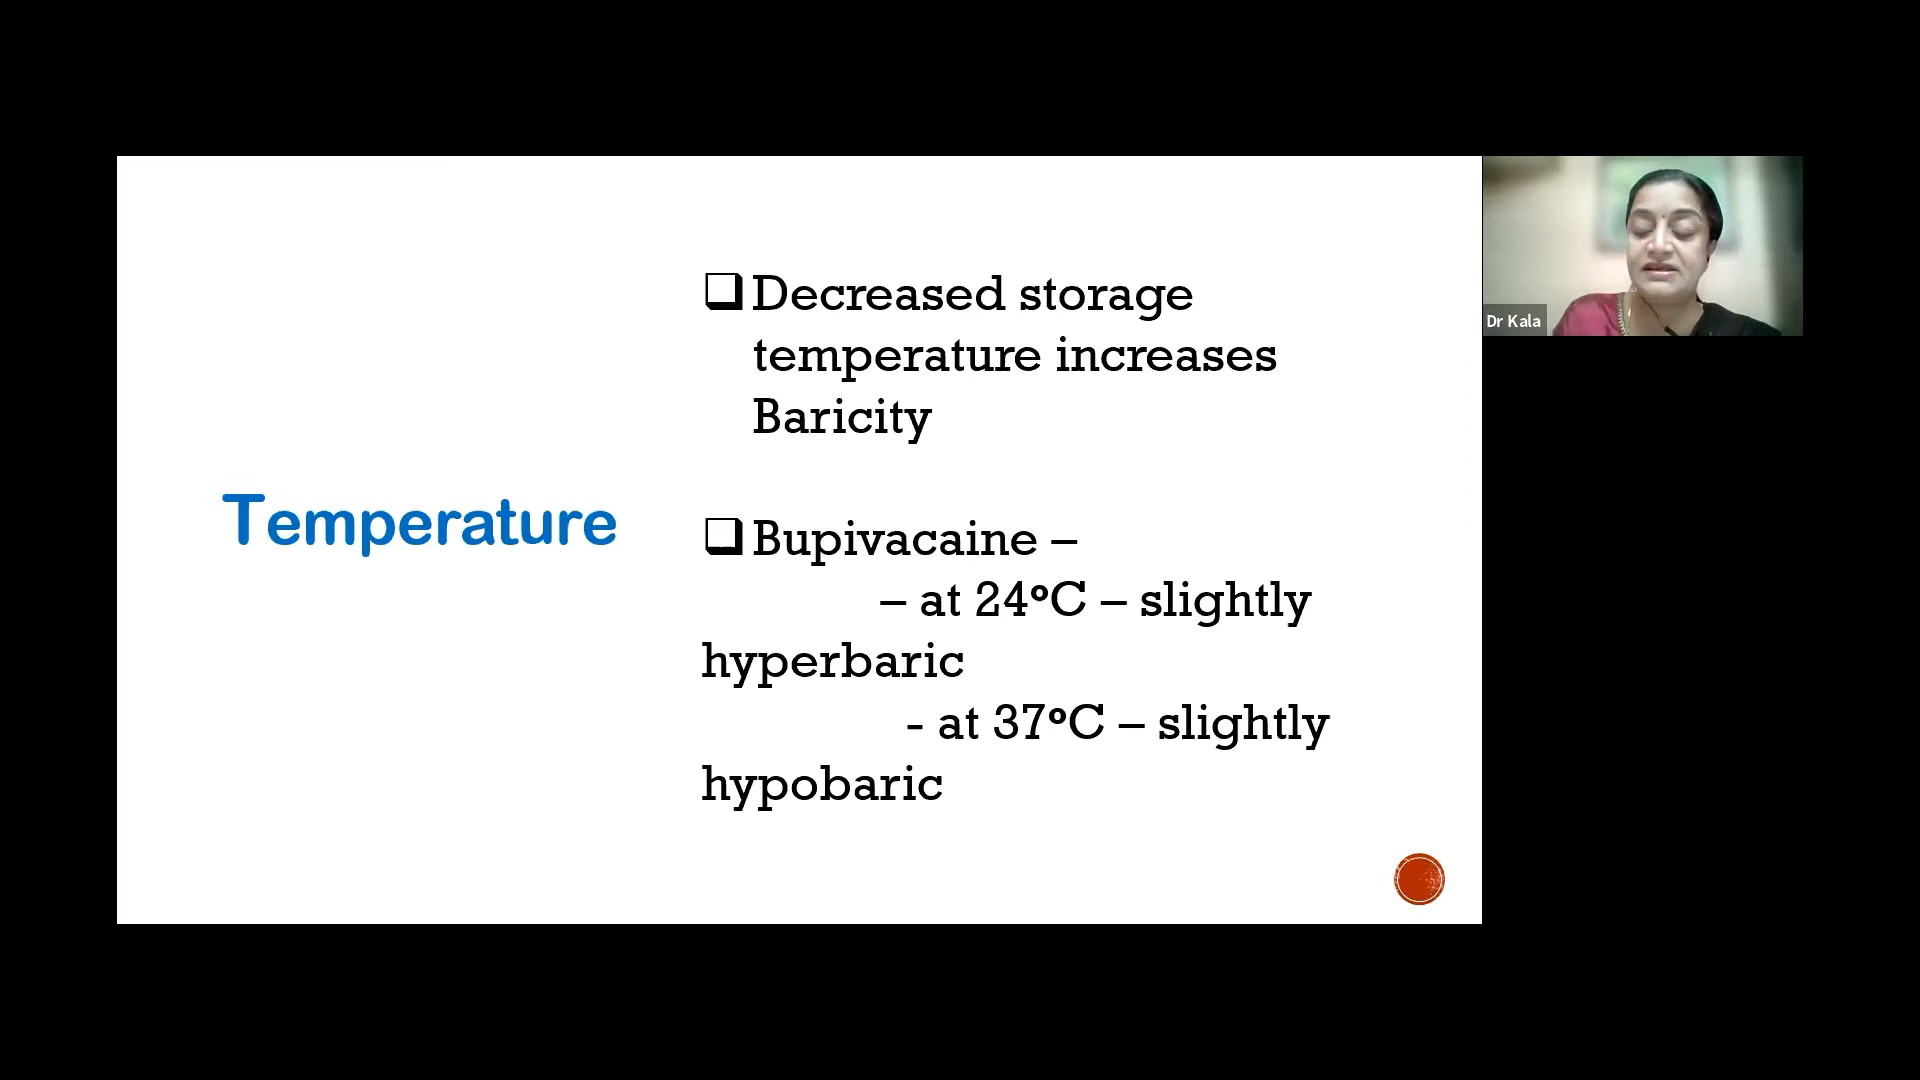 Temperature
❑ Decreased storage
temperature increases
Baricity
❑ Bupivacaine –
– at 24°C – slightly
hyperbaric
- at 37°C – slightly
hypobaric
Dr Kala